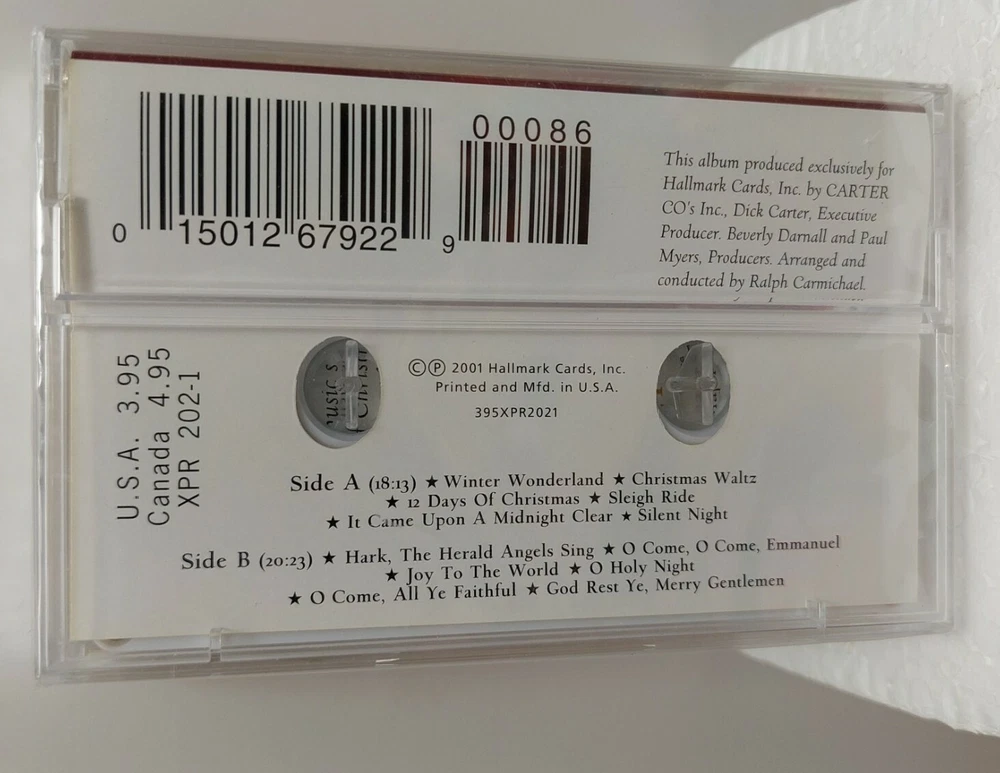 00086
0 15012 67922 9
This album produced exclusively for
Hallmark Cards, Inc. by CARTER
CO's Inc., Dick Carter, Executive
Producer. Beverly Darnall and Paul
Myers, Producers. Arranged and
conducted by Ralph Carmichael.
U.S.A. 3.95
Canada 4.95
XPR 202-1
©℗ 2001 Hallmark Cards, Inc.
Printed and Mfd. in U.S.A.
395XPR2021
Side A (18:13) ★ Winter Wonderland ★ Christmas Waltz
★ 12 Days Of Christmas ★ Sleigh Ride
★ It Came Upon A Midnight Clear ★ Silent Night
Side B (20:23) ★ Hark, The Herald Angels Sing ★ O Come, O Come, Emmanuel
★ Joy To The World ★ O Holy Night
★ O Come, All Ye Faithful ★ God Rest Ye, Merry Gentlemen